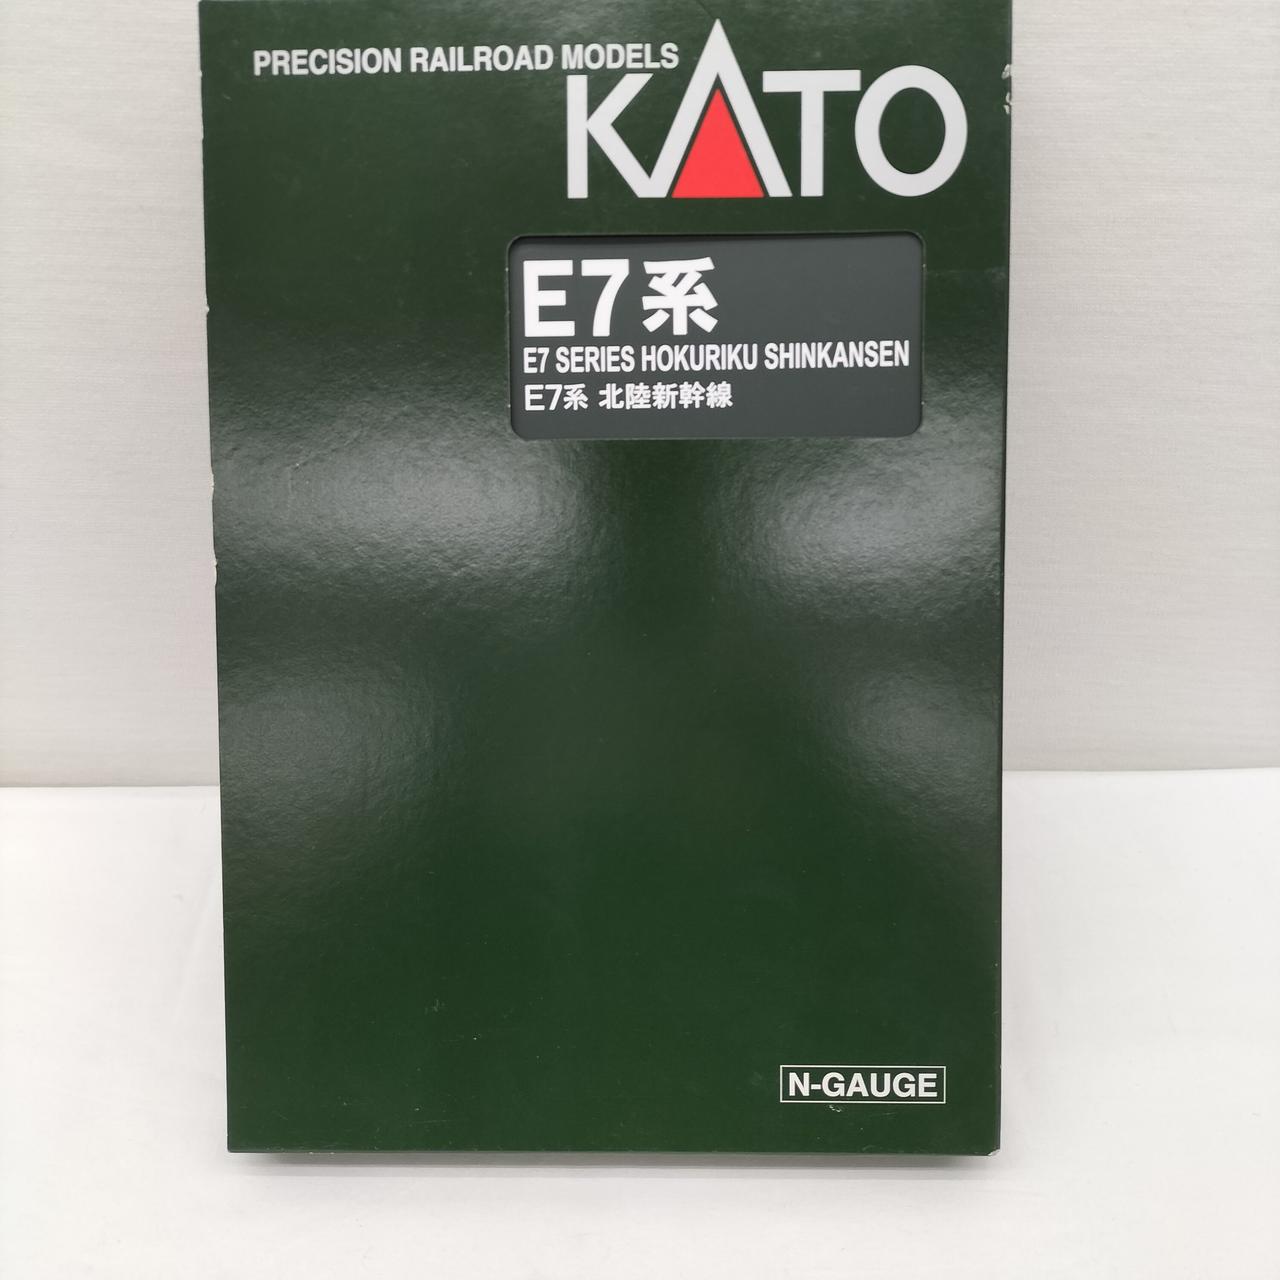 PRECISION RAILROAD MODELS
KATO
E7系
E7 SERIES HOKURIKU SHINKANSEN
E7系 北陸新幹線
N-GAUGE